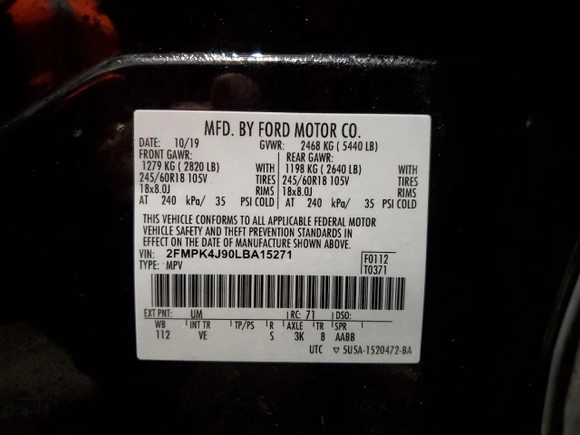 MFD. BY FORD MOTOR CO.
DATE: 10/19 GVWR: 2468 KG ( 5440 LB)
FRONT GAWR: REAR GAWR:
1279 KG ( 2820 LB) WITH 1198 KG ( 2640 LB) WITH
245/60R18 105V TIRES 245/60R18 105V TIRES
18x8.0J RIMS 18x8.0J RIMS
AT 240 kPa/ 35 PSI COLD AT 240 kPa/ 35 PSI COLD
THIS VEHICLE CONFORMS TO ALL APPLICABLE FEDERAL MOTOR
VEHICLE SAFETY AND THEFT PREVENTION STANDARDS IN
EFFECT ON THE DATE OF MANUFACTURE SHOWN ABOVE.
VIN: 2FMPK4J90LBA15271 F0112
TYPE: MPV T0371
EXT PNT: UM RC: 71 DSO:
WB INT TR TP/PS R AXLE TR SPR
112 VE S 3K 8 AABB
UTC ▽ 5U5A-1520472-BA